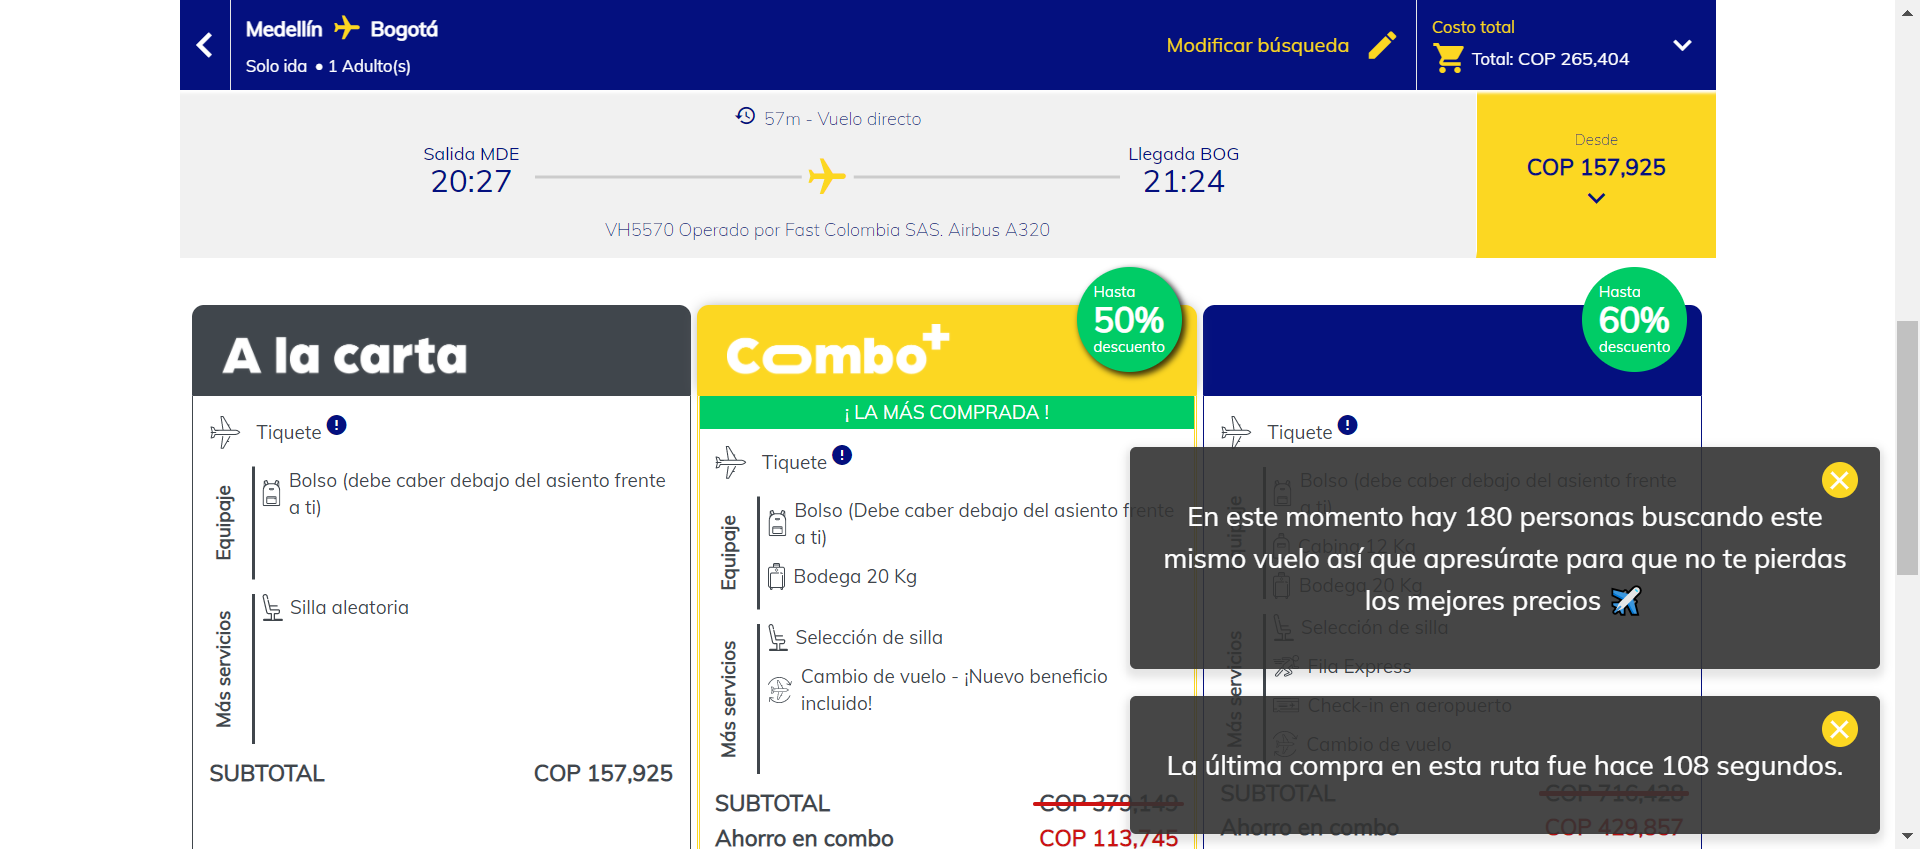 Medellín Bogotá
Solo ida • 1 Adulto(s)
Modificar búsqueda
Costo total
Total: COP 265,404
57m - Vuelo directo
Salida MDE
20:27
Llegada BOG
21:24
VH5570 Operado por Fast Colombia SAS. Airbus A320
Desde
COP 157,925
A la carta
Tiquete
Equipaje
Bolso (debe caber debajo del asiento frente
a ti)
Más servicios
Silla aleatoria
SUBTOTAL COP 157,925
Combo+
Hasta
50%
descuento
¡ LA MÁS COMPRADA !
Tiquete
Equipaje
Bolso (Debe caber debajo del asiento frente
a ti)
Bodega 20 Kg
Más servicios
Selección de silla
Cambio de vuelo - ¡Nuevo beneficio
incluido!
SUBTOTAL COP 379,149
Ahorro en combo COP 113,745
Hasta
60%
descuento
Tiquete
Equipaje
Bolso (debe caber debajo del asiento frente
a ti)
Cabina 12 Kg
Bodega 20 Kg
Más servicios
Selección de silla
Fila Express
Check-in en aeropuerto
Cambio de vuelo
SUBTOTAL COP 716,428
Ahorro en combo COP 429,857
En este momento hay 180 personas buscando este
mismo vuelo así que apresúrate para que no te pierdas
los mejores precios ✈️
La última compra en esta ruta fue hace 108 segundos.